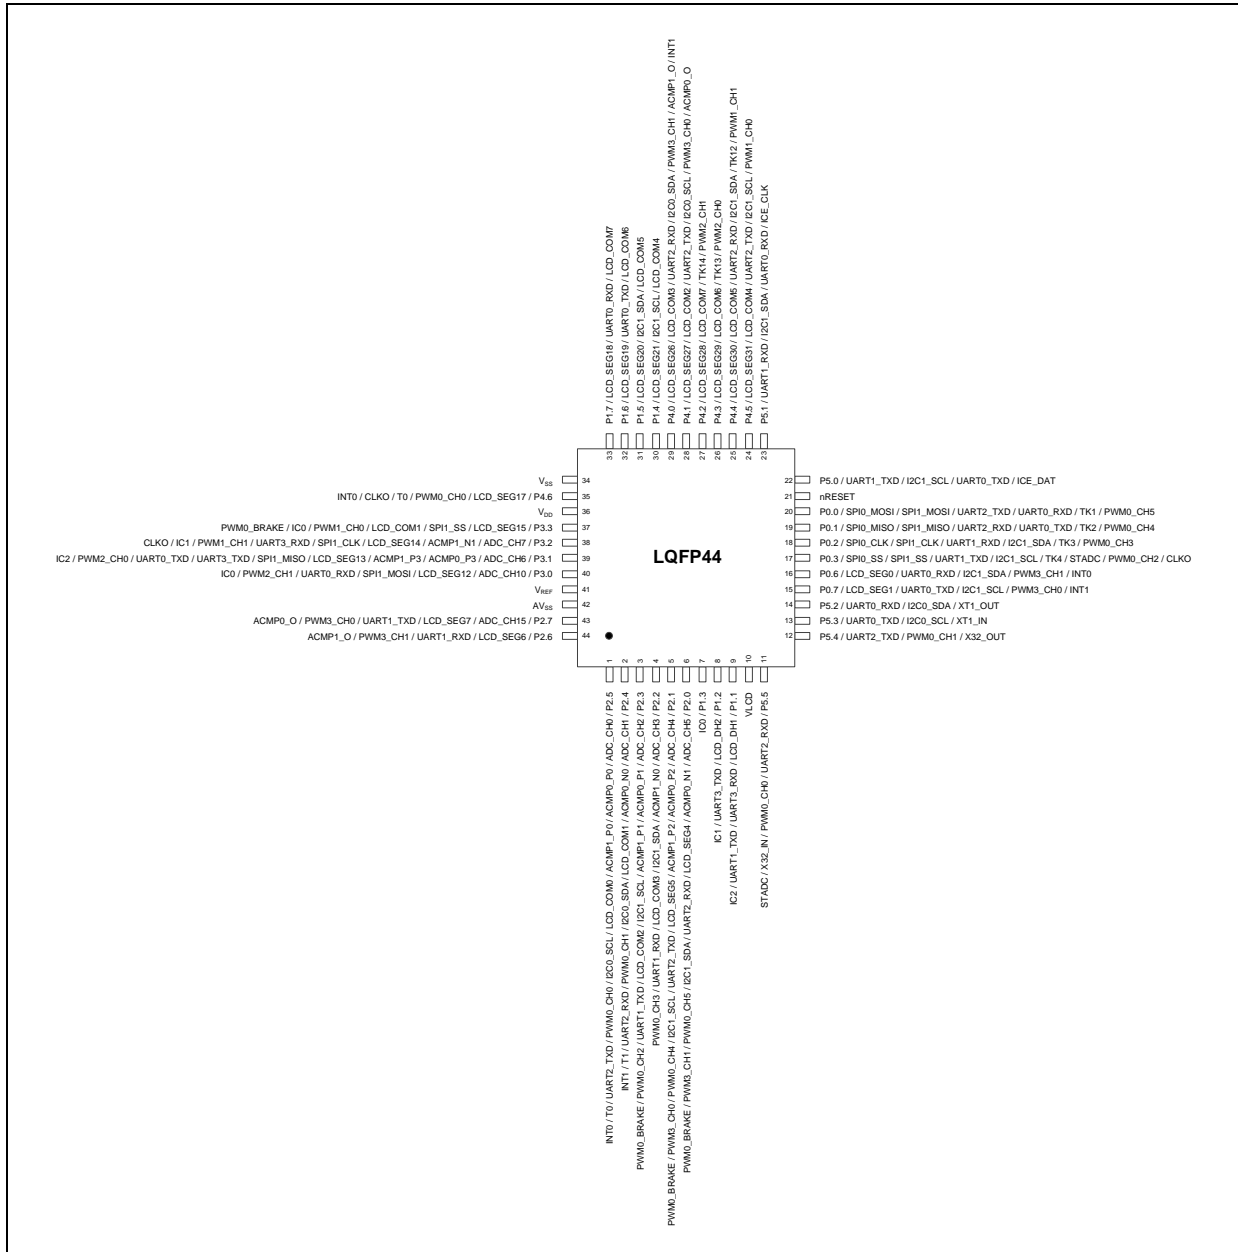 P1.7 / LCD_SEG18 / UART0_RXD / LCD_COM7
P1.6 / LCD_SEG19 / UART0_TXD / LCD_COM6
P1.5 / LCD_SEG20 / I2C1_SDA / LCD_COM5
P1.4 / LCD_SEG21 / I2C1_SCL / LCD_COM4
P4.0 / LCD_SEG26 / LCD_COM3 / UART2_RXD / I2C0_SDA / PWM3_CH1 / ACMP1_O / INT1
P4.1 / LCD_SEG27 / LCD_COM2 / UART2_TXD / I2C0_SCL / PWM3_CH0 / ACMP0_O
P4.2 / LCD_SEG28 / LCD_COM7 / TK14 / PWM2_CH1
P4.3 / LCD_SEG29 / LCD_COM6 / TK13 / PWM2_CH0
P4.4 / LCD_SEG30 / LCD_COM5 / UART2_RXD / I2C1_SDA / TK12 / PWM1_CH1
P4.5 / LCD_SEG31 / LCD_COM4 / UART2_TXD / I2C1_SCL / PWM1_CH0
P5.1 / UART1_RXD / I2C1_SDA / UART0_RXD / ICE_CLK
33 32 31 30 29 28 27 26 25 24 23
VSS 34
INT0 / CLKO / T0 / PWM0_CH0 / LCD_SEG17 / P4.6 35
VDD 36
PWM0_BRAKE / IC0 / PWM1_CH0 / LCD_COM1 / SPI1_SS / LCD_SEG15 / P3.3 37
CLKO / IC1 / PWM1_CH1 / UART3_RXD / SPI1_CLK / LCD_SEG14 / ACMP1_N1 / ADC_CH7 / P3.2 38
IC2 / PWM2_CH0 / UART0_TXD / UART3_TXD / SPI1_MISO / LCD_SEG13 / ACMP1_P3 / ACMP0_P3 / ADC_CH6 / P3.1 39
IC0 / PWM2_CH1 / UART0_RXD / SPI1_MOSI / LCD_SEG12 / ADC_CH10 / P3.0 40
VREF 41
AVSS 42
ACMP0_O / PWM3_CH0 / UART1_TXD / LCD_SEG7 / ADC_CH15 / P2.7 43
ACMP1_O / PWM3_CH1 / UART1_RXD / LCD_SEG6 / P2.6 44
LQFP44
22 P5.0 / UART1_TXD / I2C1_SCL / UART0_TXD / ICE_DAT
21 nRESET
20 P0.0 / SPI0_MOSI / SPI1_MOSI / UART2_TXD / UART0_RXD / TK1 / PWM0_CH5
19 P0.1 / SPI0_MISO / SPI1_MISO / UART2_RXD / UART0_TXD / TK2 / PWM0_CH4
18 P0.2 / SPI0_CLK / SPI1_CLK / UART1_RXD / I2C1_SDA / TK3 / PWM0_CH3
17 P0.3 / SPI0_SS / SPI1_SS / UART1_TXD / I2C1_SCL / TK4 / STADC / PWM0_CH2 / CLKO
16 P0.6 / LCD_SEG0 / UART0_RXD / I2C1_SDA / PWM3_CH1 / INT0
15 P0.7 / LCD_SEG1 / UART0_TXD / I2C1_SCL / PWM3_CH0 / INT1
14 P5.2 / UART0_RXD / I2C0_SDA / XT1_OUT
13 P5.3 / UART0_TXD / I2C0_SCL / XT1_IN
12 P5.4 / UART2_TXD / PWM0_CH1 / X32_OUT
1 2 3 4 5 6 7 8 9 10 11
INT0 / T0 / UART2_TXD / PWM0_CH0 / I2C0_SCL / LCD_COM0 / ACMP1_P0 / ACMP0_P0 / ADC_CH0 / P2.5
INT1 / T1 / UART2_RXD / PWM0_CH1 / I2C0_SDA / LCD_COM1 / ACMP0_N0 / ADC_CH1 / P2.4
PWM0_BRAKE / PWM0_CH2 / UART1_TXD / LCD_COM2 / I2C1_SCL / ACMP1_P1 / ACMP0_P1 / ADC_CH2 / P2.3
PWM0_CH3 / UART1_RXD / LCD_COM3 / I2C1_SDA / ACMP1_N0 / ADC_CH3 / P2.2
PWM0_BRAKE / PWM3_CH0 / PWM0_CH4 / I2C1_SCL / UART2_TXD / LCD_SEG5 / ACMP1_P2 / ACMP0_P2 / ADC_CH4 / P2.1
PWM0_BRAKE / PWM3_CH1 / PWM0_CH5 / I2C1_SDA / UART2_RXD / LCD_SEG4 / ACMP0_N1 / ADC_CH5 / P2.0
IC0 / P1.3
IC1 / UART3_TXD / LCD_DH2 / P1.2
IC2 / UART1_TXD / UART3_RXD / LCD_DH1 / P1.1
VLCD
STADC / X32_IN / PWM0_CH0 / UART2_RXD / P5.5